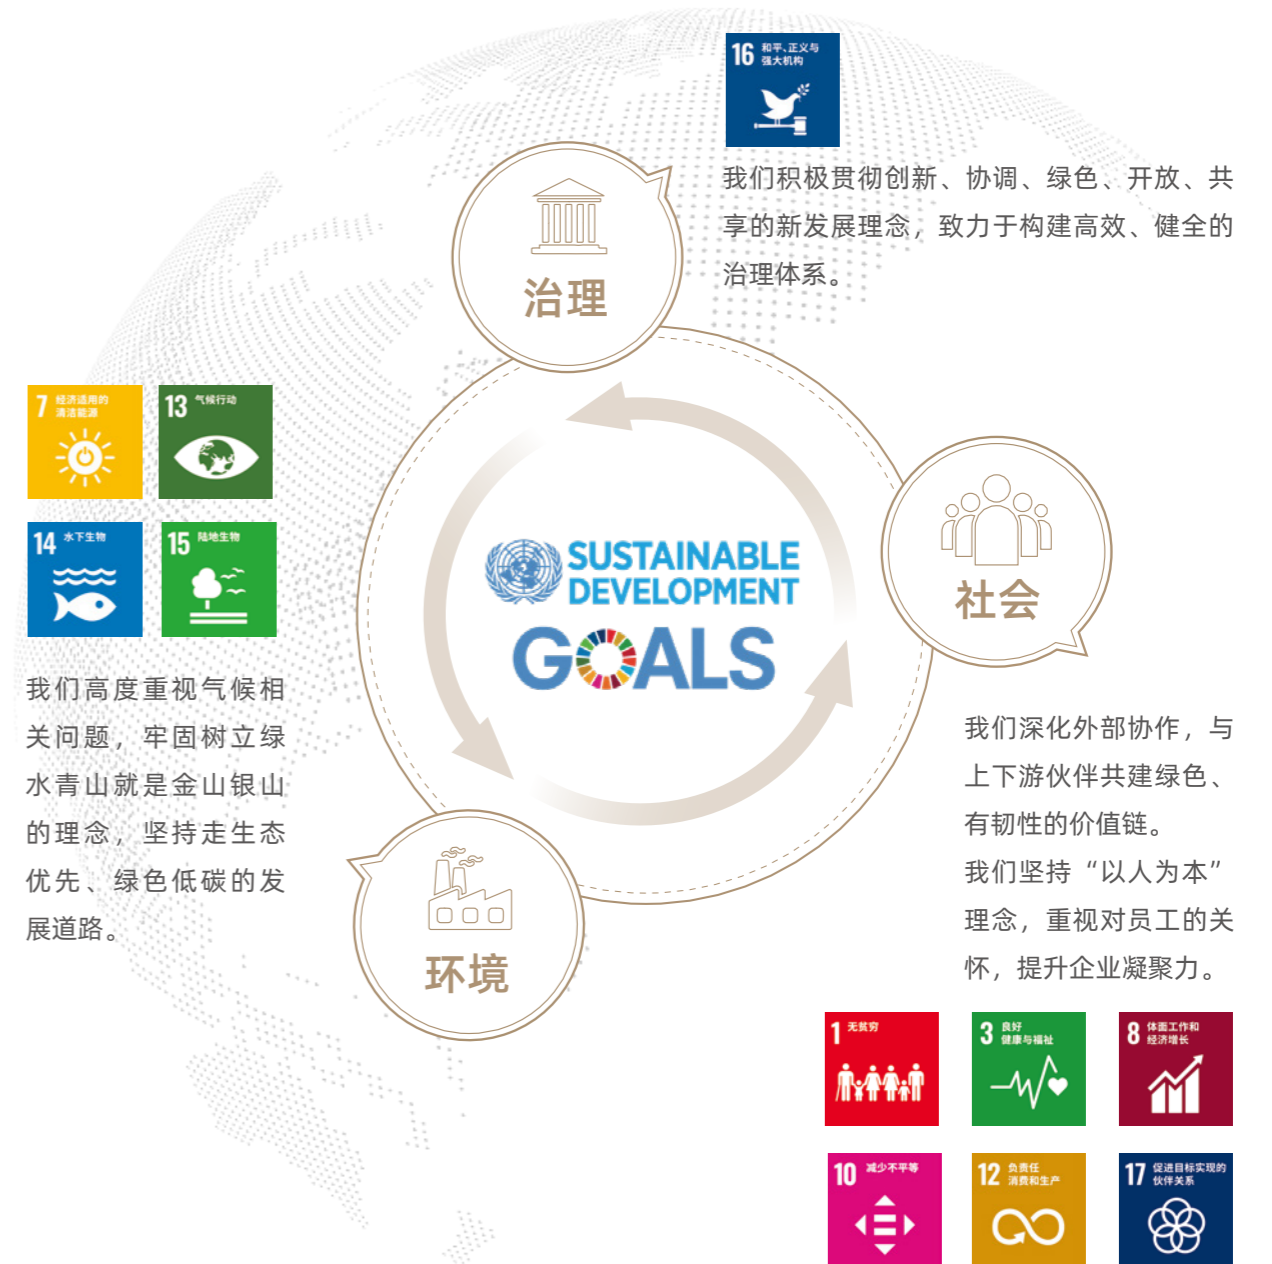 16 和平、正义与
强大机构
我们积极贯彻创新、协调、绿色、开放、共
享的新发展理念，致力于构建高效、健全的
治理体系。
治理
7 经济适用的
清洁能源
13 气候行动
14 水下生物
15 陆地生物
我们高度重视气候相
关问题，牢固树立绿
水青山就是金山银山
的理念，坚持走生态
优先、绿色低碳的发
展道路。
环境
SUSTAINABLE
DEVELOPMENT
GOALS
社会
我们深化外部协作，与
上下游伙伴共建绿色、
有韧性的价值链。
我们坚持“以人为本”
理念，重视对员工的关
怀，提升企业凝聚力。
1 无贫穷
3 良好
健康与福祉
8 体面工作和
经济增长
10 减少不平等
12 负责任
消费和生产
17 促进目标实现的
伙伴关系